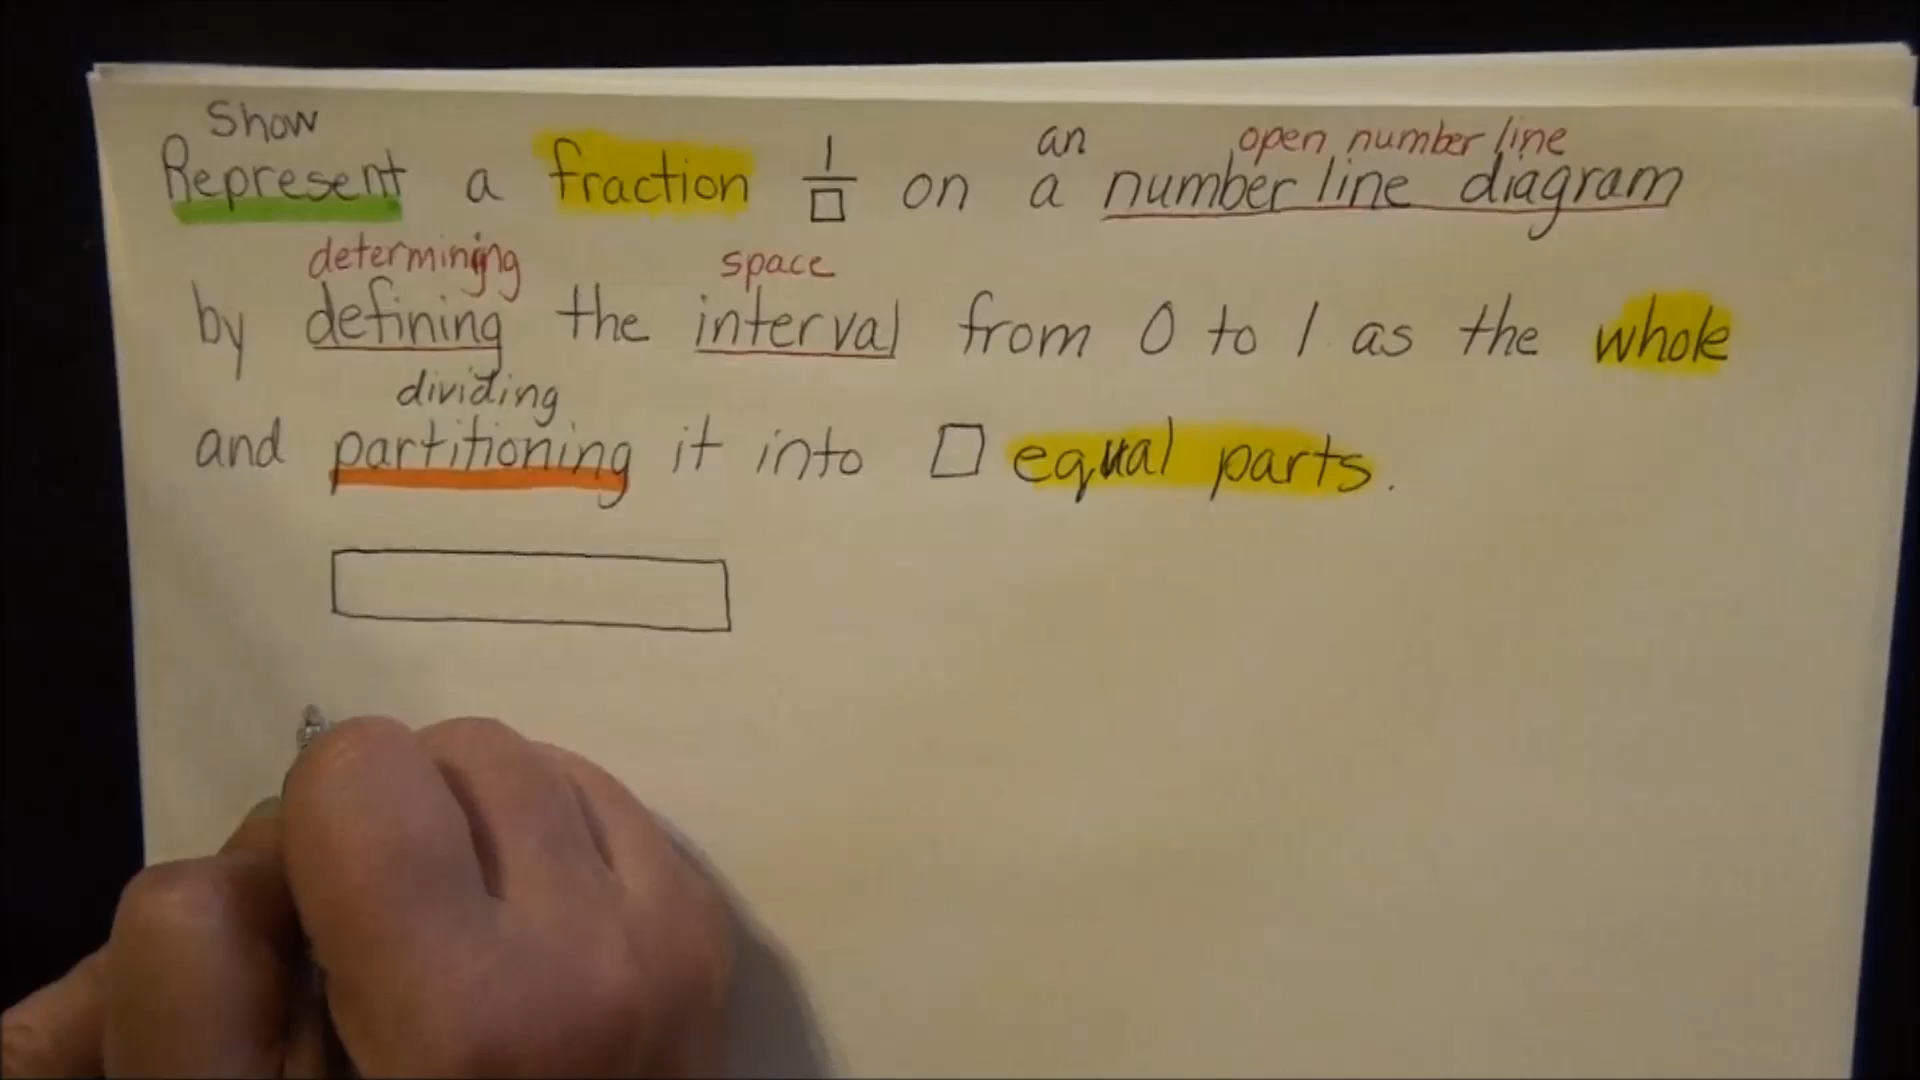 Show
an open number line
Represent a fraction 1/□ on a number line diagram
determining space
by defining the interval from 0 to 1 as the whole
dividing
and partitioning it into □ equal parts.